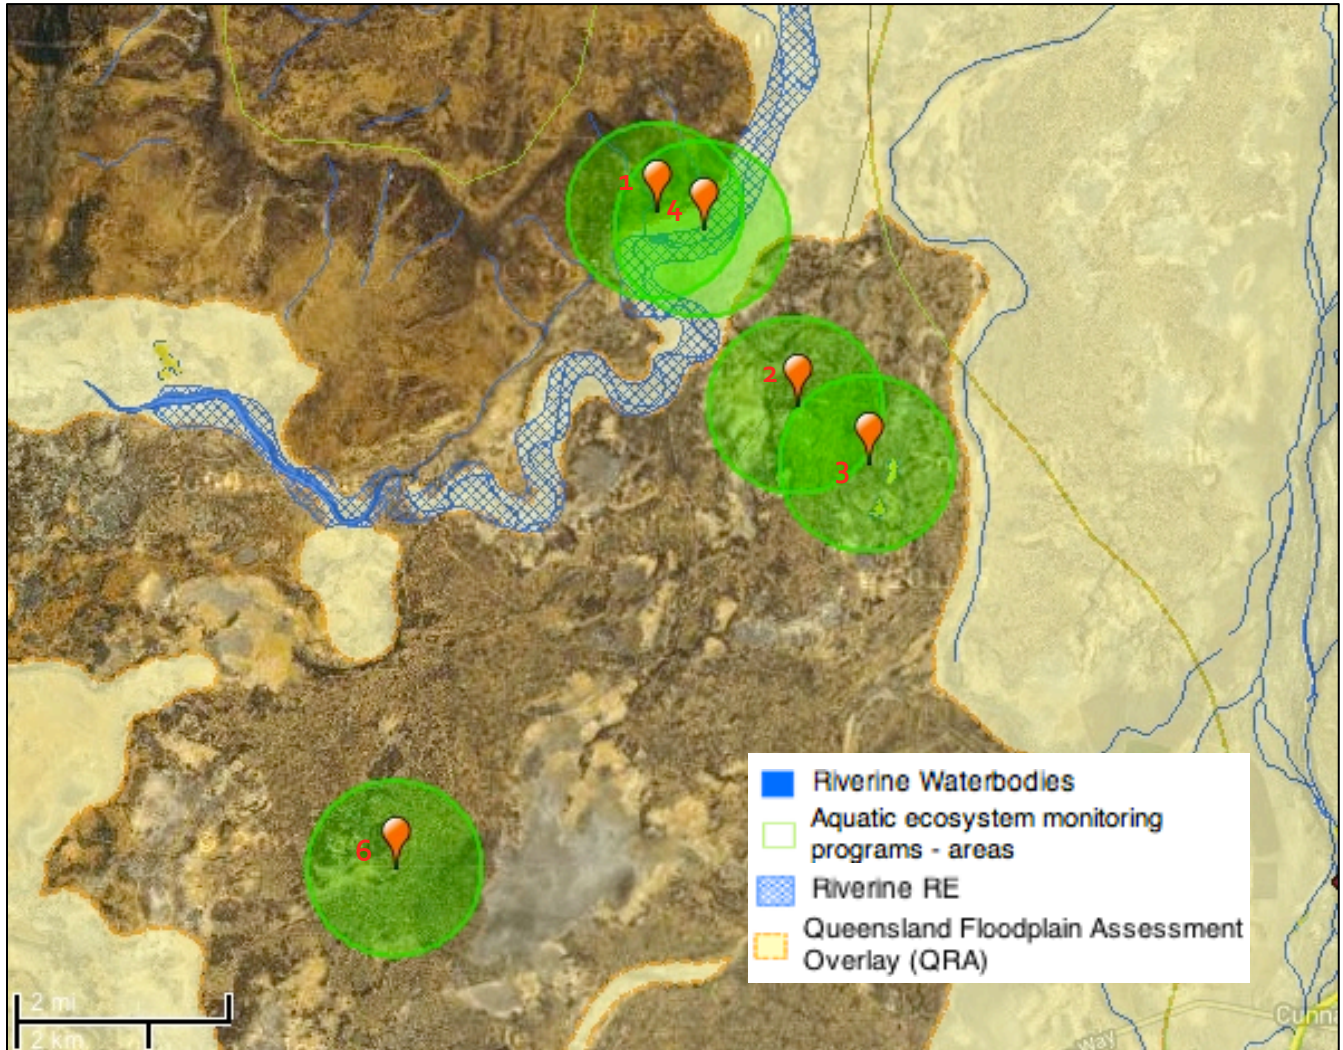 1
4
2
3
6
Riverine Waterbodies
Aquatic ecosystem monitoring
programs - areas
Riverine RE
Queensland Floodplain Assessment
Overlay (QRA)
2 mi
2 km
Way